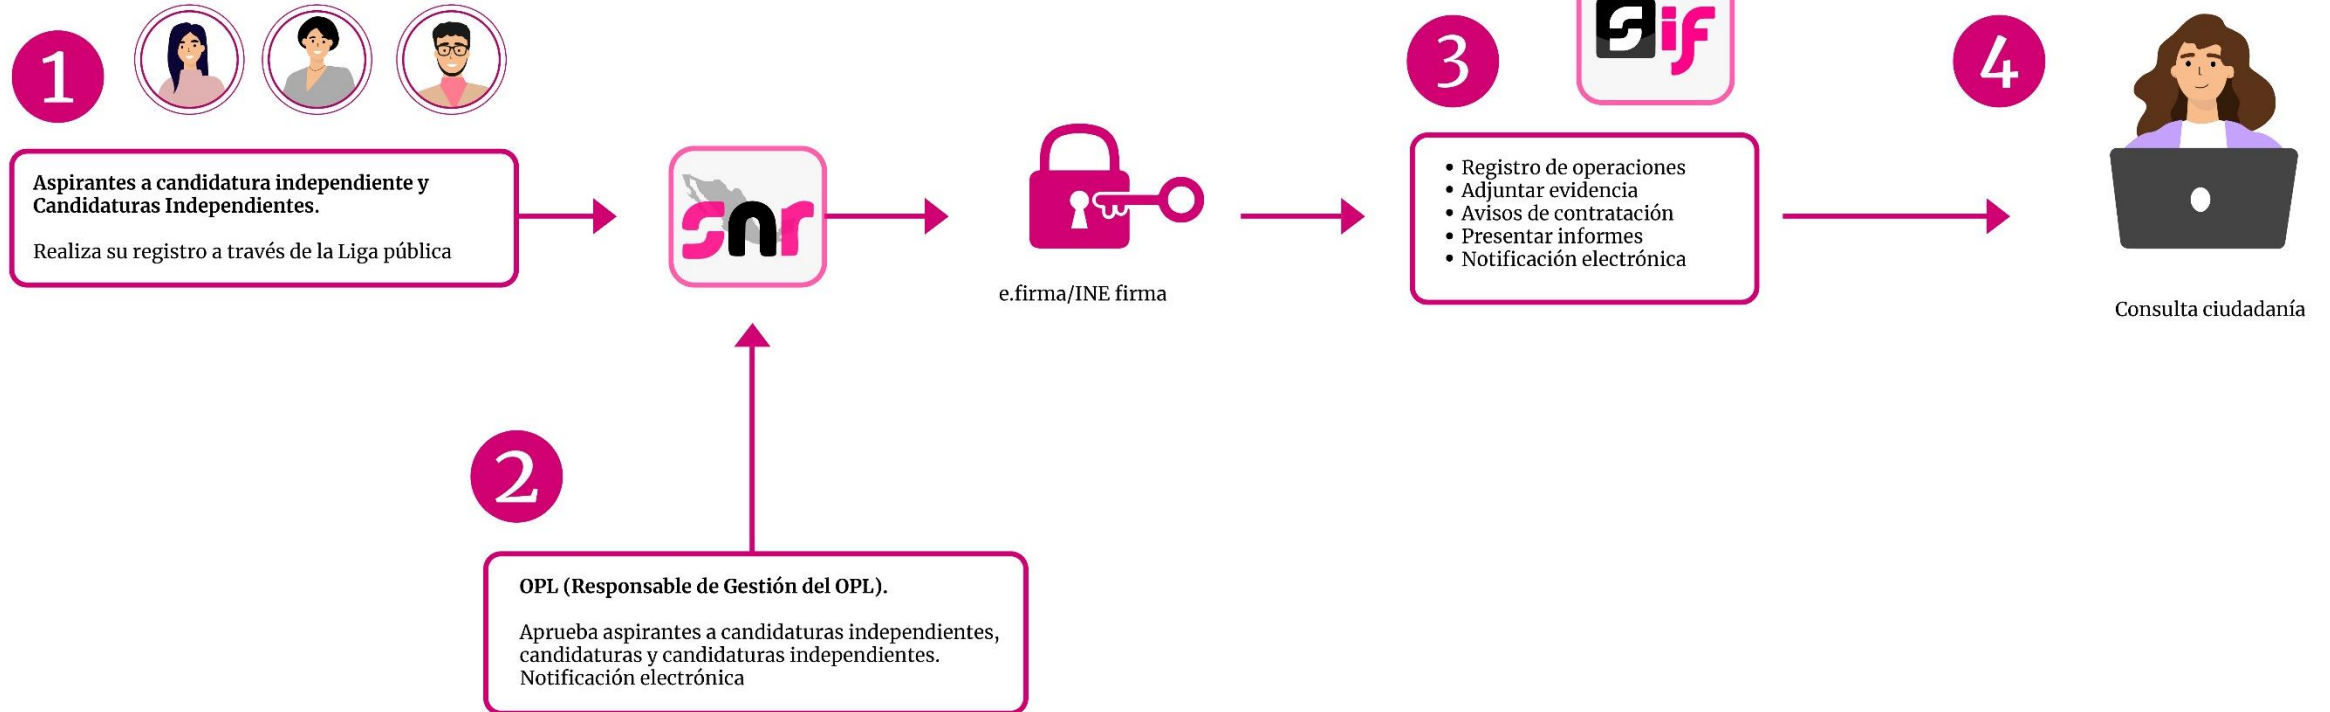 1
Aspirantes a candidatura independiente y
Candidaturas Independientes.
Realiza su registro a través de la Liga pública
snr
e.firma/INE firma
2
OPL (Responsable de Gestión del OPL).
Aprueba aspirantes a candidaturas independientes,
candidaturas y candidaturas independientes.
Notificación electrónica
3
sif
• Registro de operaciones
• Adjuntar evidencia
• Avisos de contratación
• Presentar informes
• Notificación electrónica
4
Consulta ciudadanía